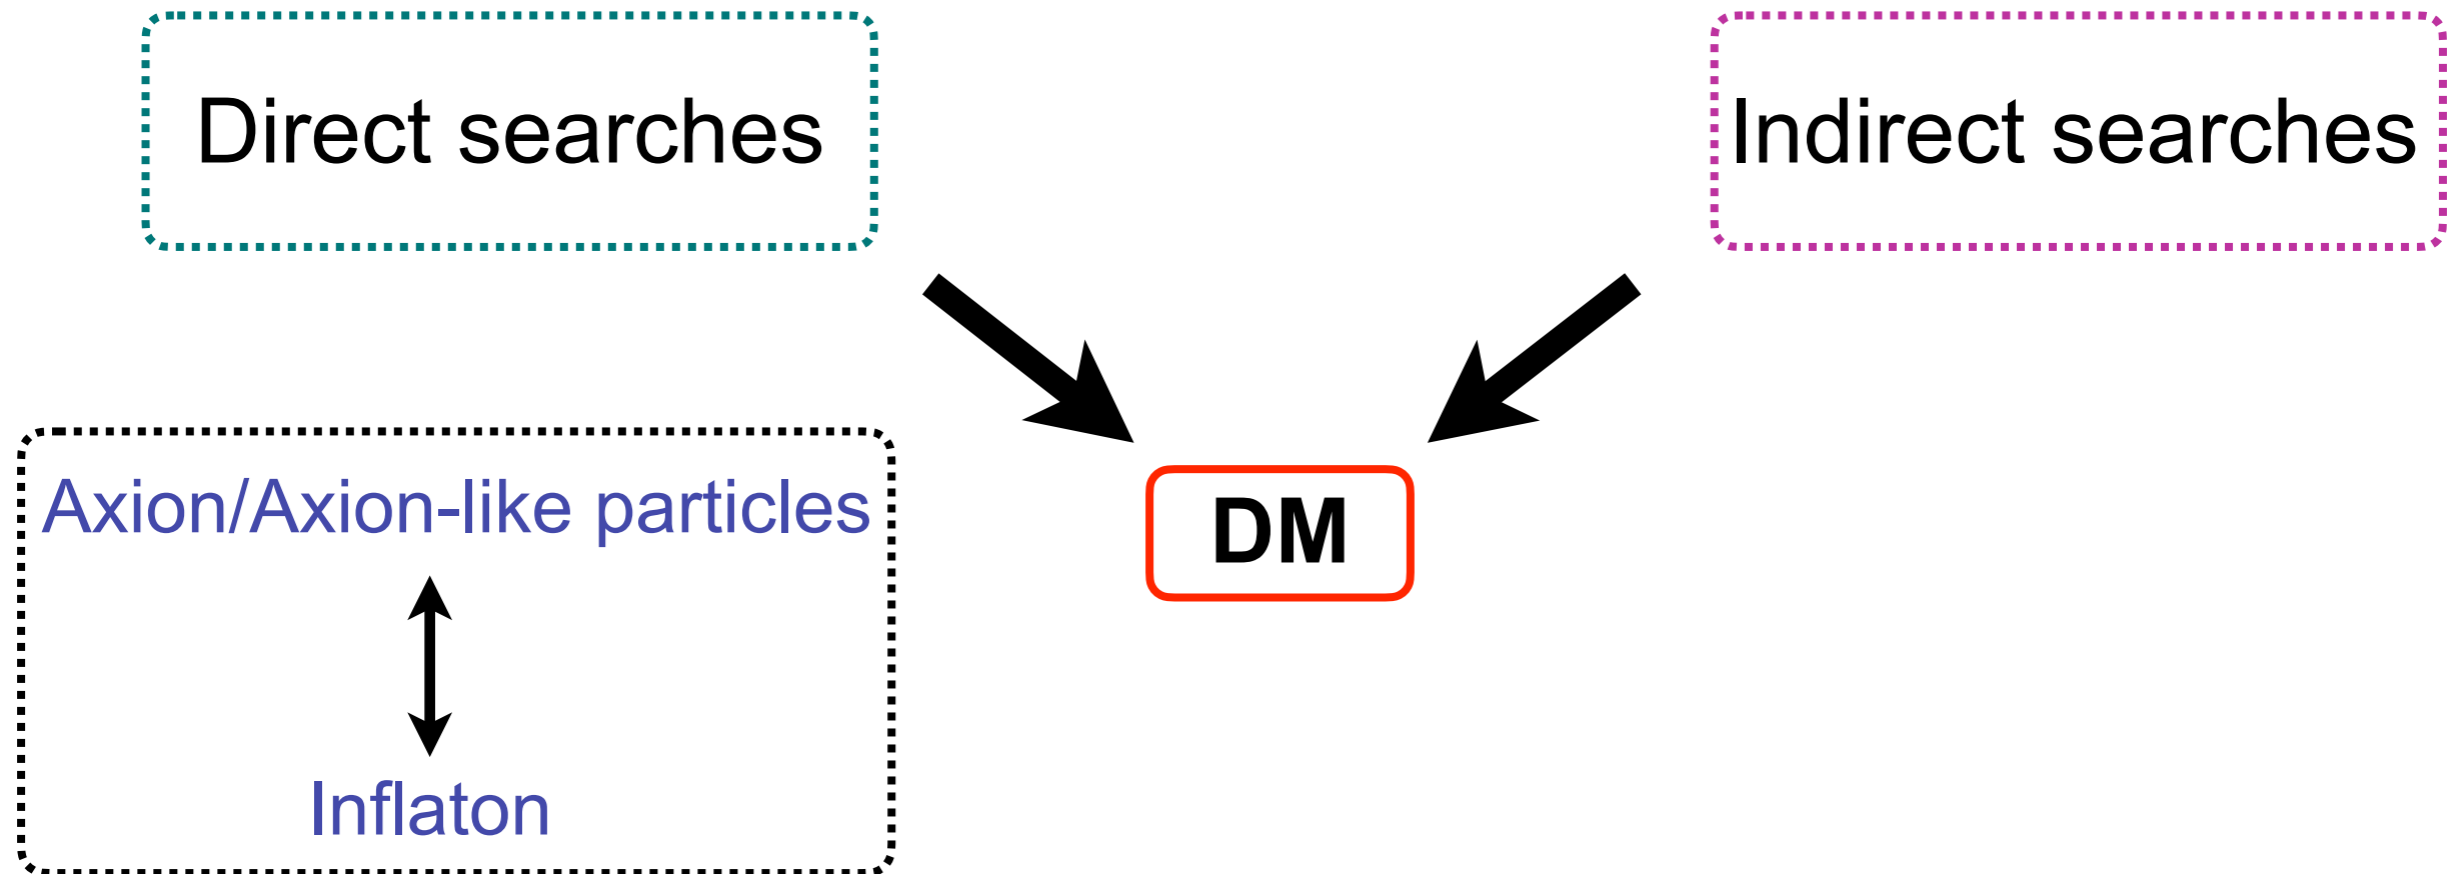 Direct searches
Indirect searches
Axion/Axion-like particles
DM
Inflaton